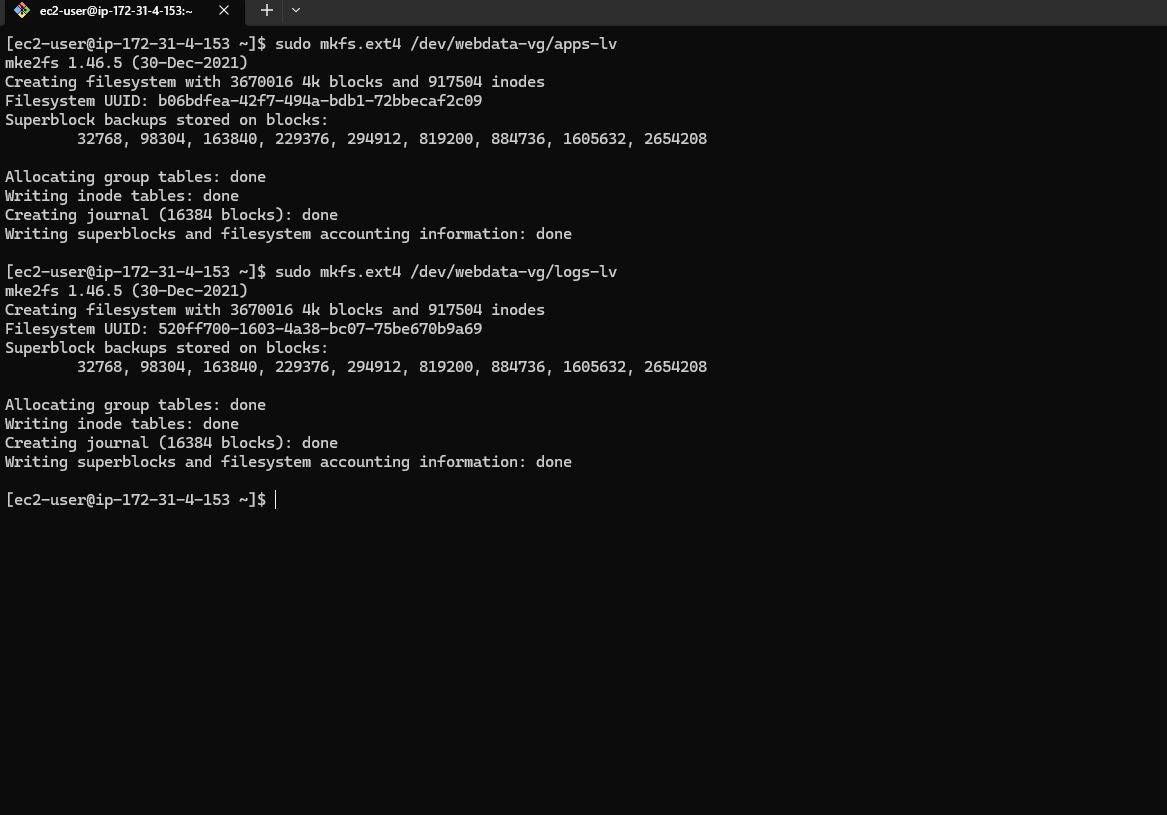 ec2-user@ip-172-31-4-153:~
[ec2-user@ip-172-31-4-153 ~]$ sudo mkfs.ext4 /dev/webdata-vg/apps-lv
mke2fs 1.46.5 (30-Dec-2021)
Creating filesystem with 3670016 4k blocks and 917504 inodes
Filesystem UUID: b06bdfea-42f7-494a-bdb1-72bbecaf2c09
Superblock backups stored on blocks:
32768, 98304, 163840, 229376, 294912, 819200, 884736, 1605632, 2654208
Allocating group tables: done
Writing inode tables: done
Creating journal (16384 blocks): done
Writing superblocks and filesystem accounting information: done
[ec2-user@ip-172-31-4-153 ~]$ sudo mkfs.ext4 /dev/webdata-vg/logs-lv
mke2fs 1.46.5 (30-Dec-2021)
Creating filesystem with 3670016 4k blocks and 917504 inodes
Filesystem UUID: 520ff700-1603-4a38-bc07-75be670b9a69
Superblock backups stored on blocks:
32768, 98304, 163840, 229376, 294912, 819200, 884736, 1605632, 2654208
Allocating group tables: done
Writing inode tables: done
Creating journal (16384 blocks): done
Writing superblocks and filesystem accounting information: done
[ec2-user@ip-172-31-4-153 ~]$